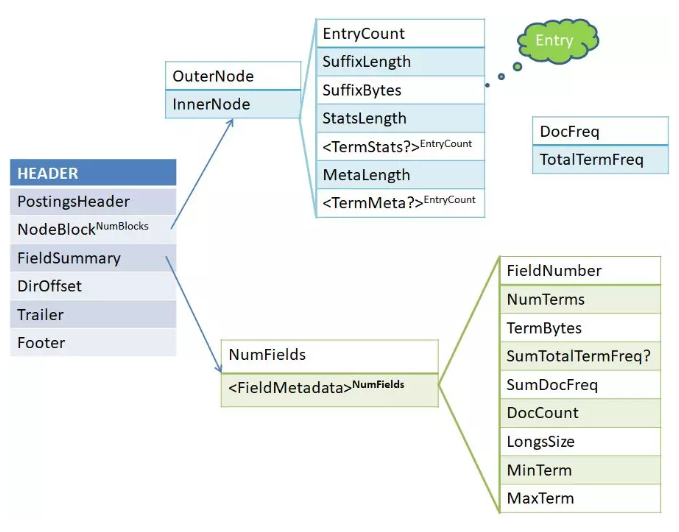 HEADER
PostingsHeader
NodeBlockNumBlocks
FieldSummary
DirOffset
Trailer
Footer
OuterNode
InnerNode
EntryCount
SuffixLength
SuffixBytes
StatsLength
<TermStats?>EntryCount
MetaLength
<TermMeta?>EntryCount
Entry
DocFreq
TotalTermFreq
NumFields
<FieldMetadata>NumFields
FieldNumber
NumTerms
TermBytes
SumTotalTermFreq?
SumDocFreq
DocCount
LongsSize
MinTerm
MaxTerm